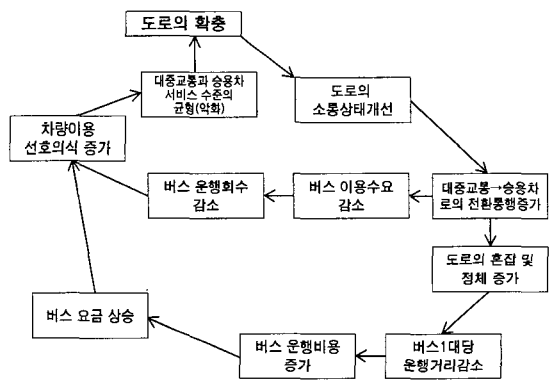 도로의 확충
대중교통과 승용차
서비스 수준의
균형(악화)
도로의
소통상태개선
차량이용
선호의식 증가
버스 운행회수
감소
버스 이용수요
감소
대중교통→승용차
로의 전환통행증가
도로의 혼잡 및
정체 증가
버스 요금 상승
버스 운행비용
증가
버스1대당
운행거리감소